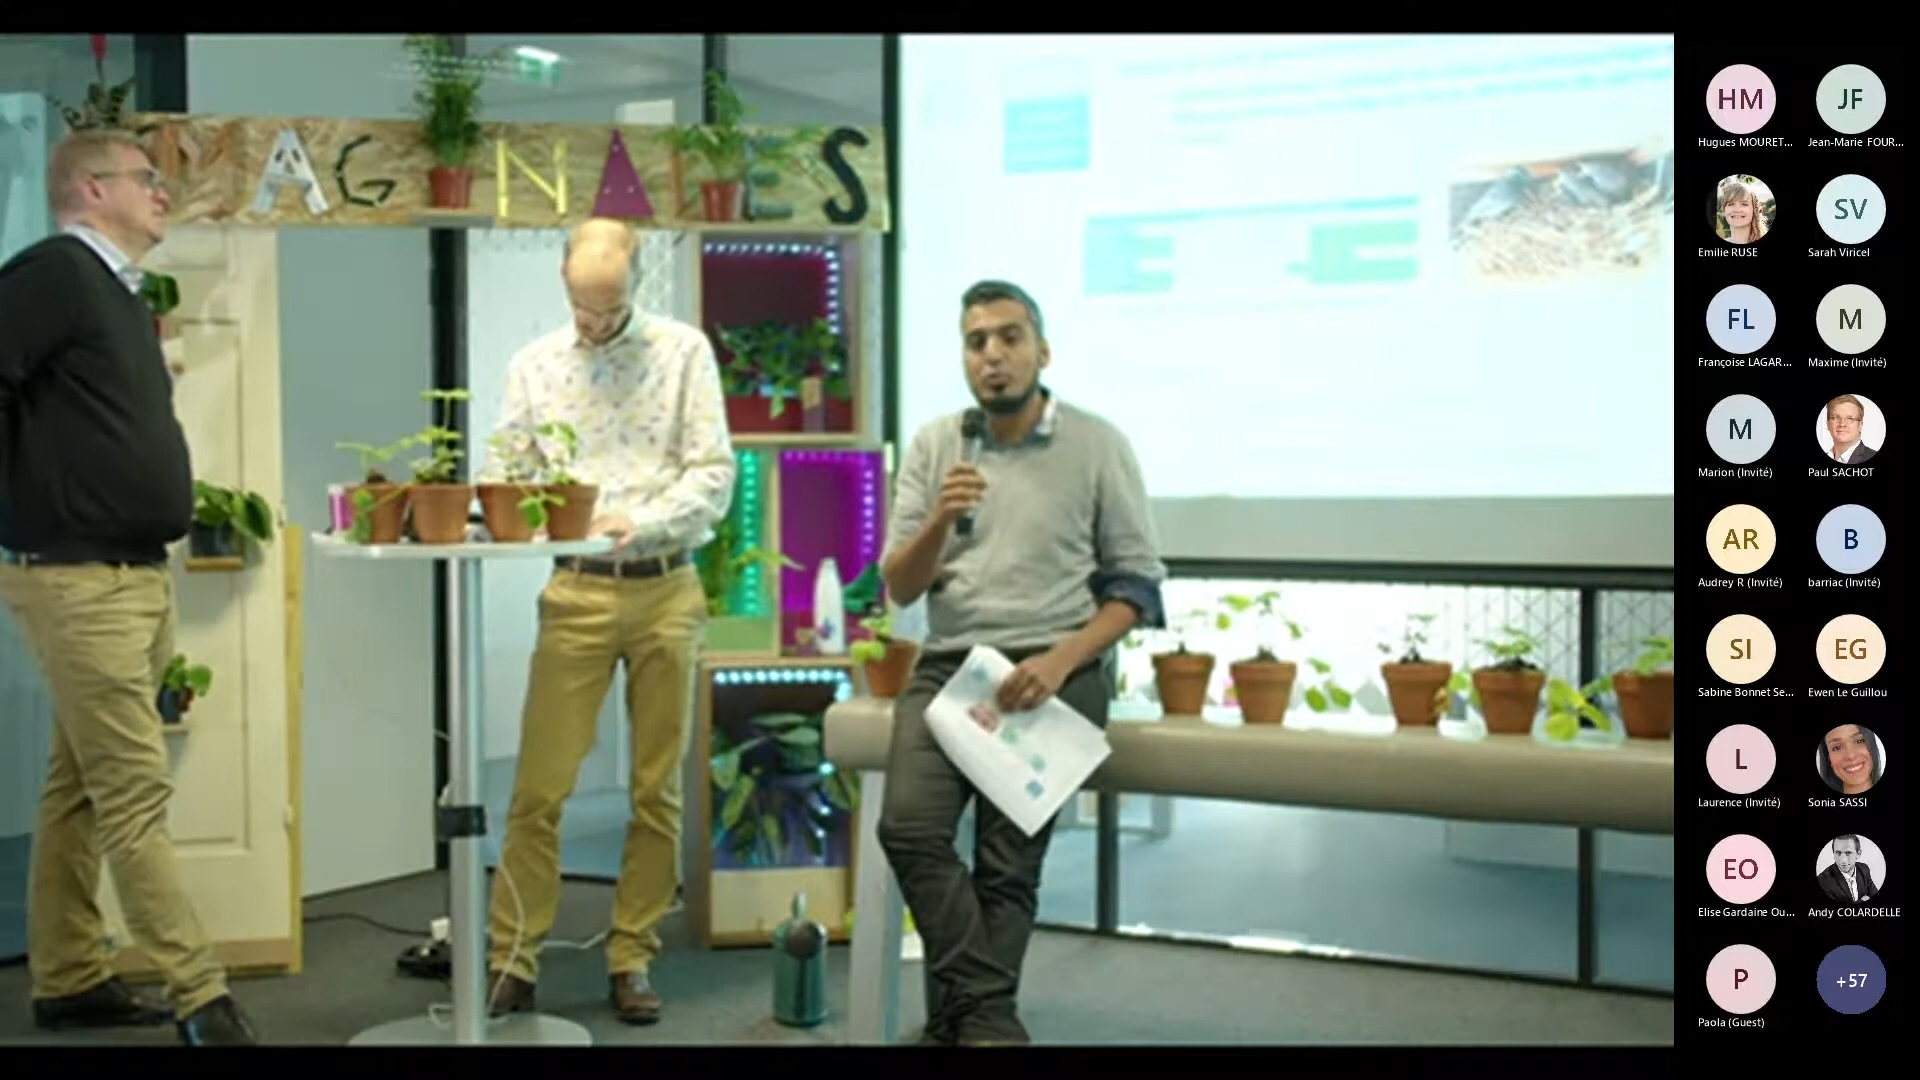 AG
NALES
HM
JF
Hugues MOURET...
Jean-Marie FOUR...
Emilie RUSE
SV
Sarah Viricel
FL
M
Françoise LAGAR...
Maxime (Invité)
M
Marion (Invité)
Paul SACHOT
AR
B
Audrey R (Invité)
barriac (Invité)
SI
EG
Sabine Bonnet Se...
Ewen Le Guillou
L
Laurence (Invité)
Sonia SASSI
EO
Elise Gardaine Ou...
Andy COLARDELLE
P
+57
Paola (Guest)